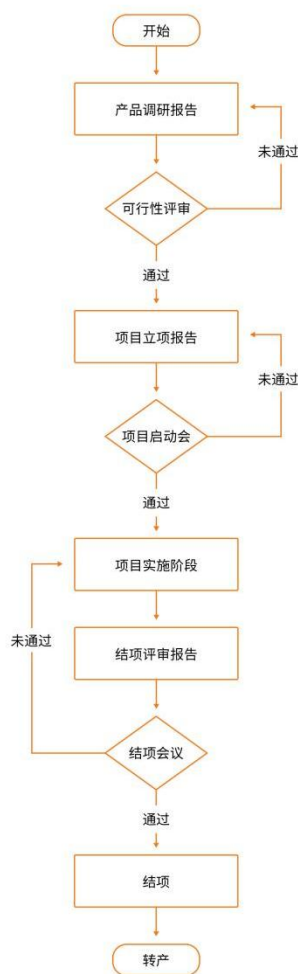 开始
产品调研报告
未通过
可行性评审
通过
项目立项报告
未通过
项目启动会
通过
项目实施阶段
未通过
结项评审报告
结项会议
通过
结项
转产